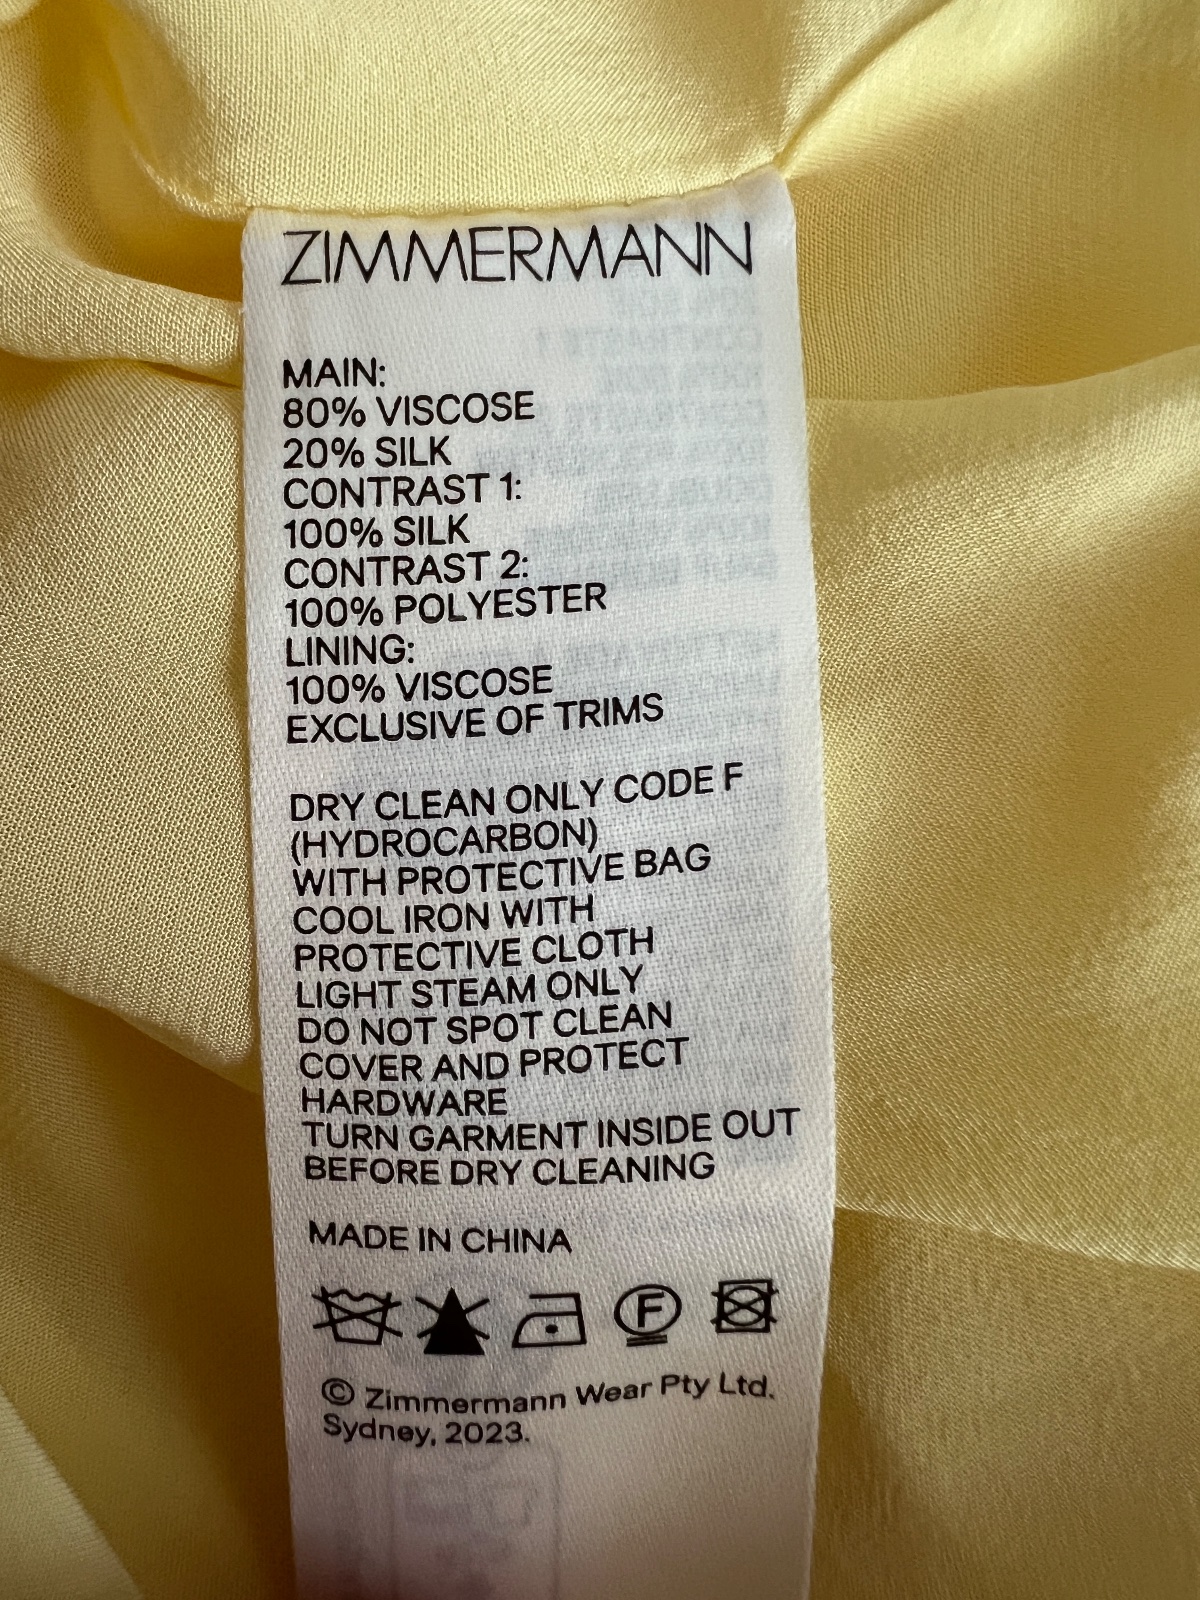 ZIMMERMANN
MAIN:
80% VISCOSE
20% SILK
CONTRAST 1:
100% SILK
CONTRAST 2:
100% POLYESTER
LINING:
100% VISCOSE
EXCLUSIVE OF TRIMS
DRY CLEAN ONLY CODE F
(HYDROCARBON)
WITH PROTECTIVE BAG
COOL IRON WITH
PROTECTIVE CLOTH
LIGHT STEAM ONLY
DO NOT SPOT CLEAN
COVER AND PROTECT
HARDWARE
TURN GARMENT INSIDE OUT
BEFORE DRY CLEANING
MADE IN CHINA
F
© Zimmermann Wear Pty Ltd.
Sydney, 2023.